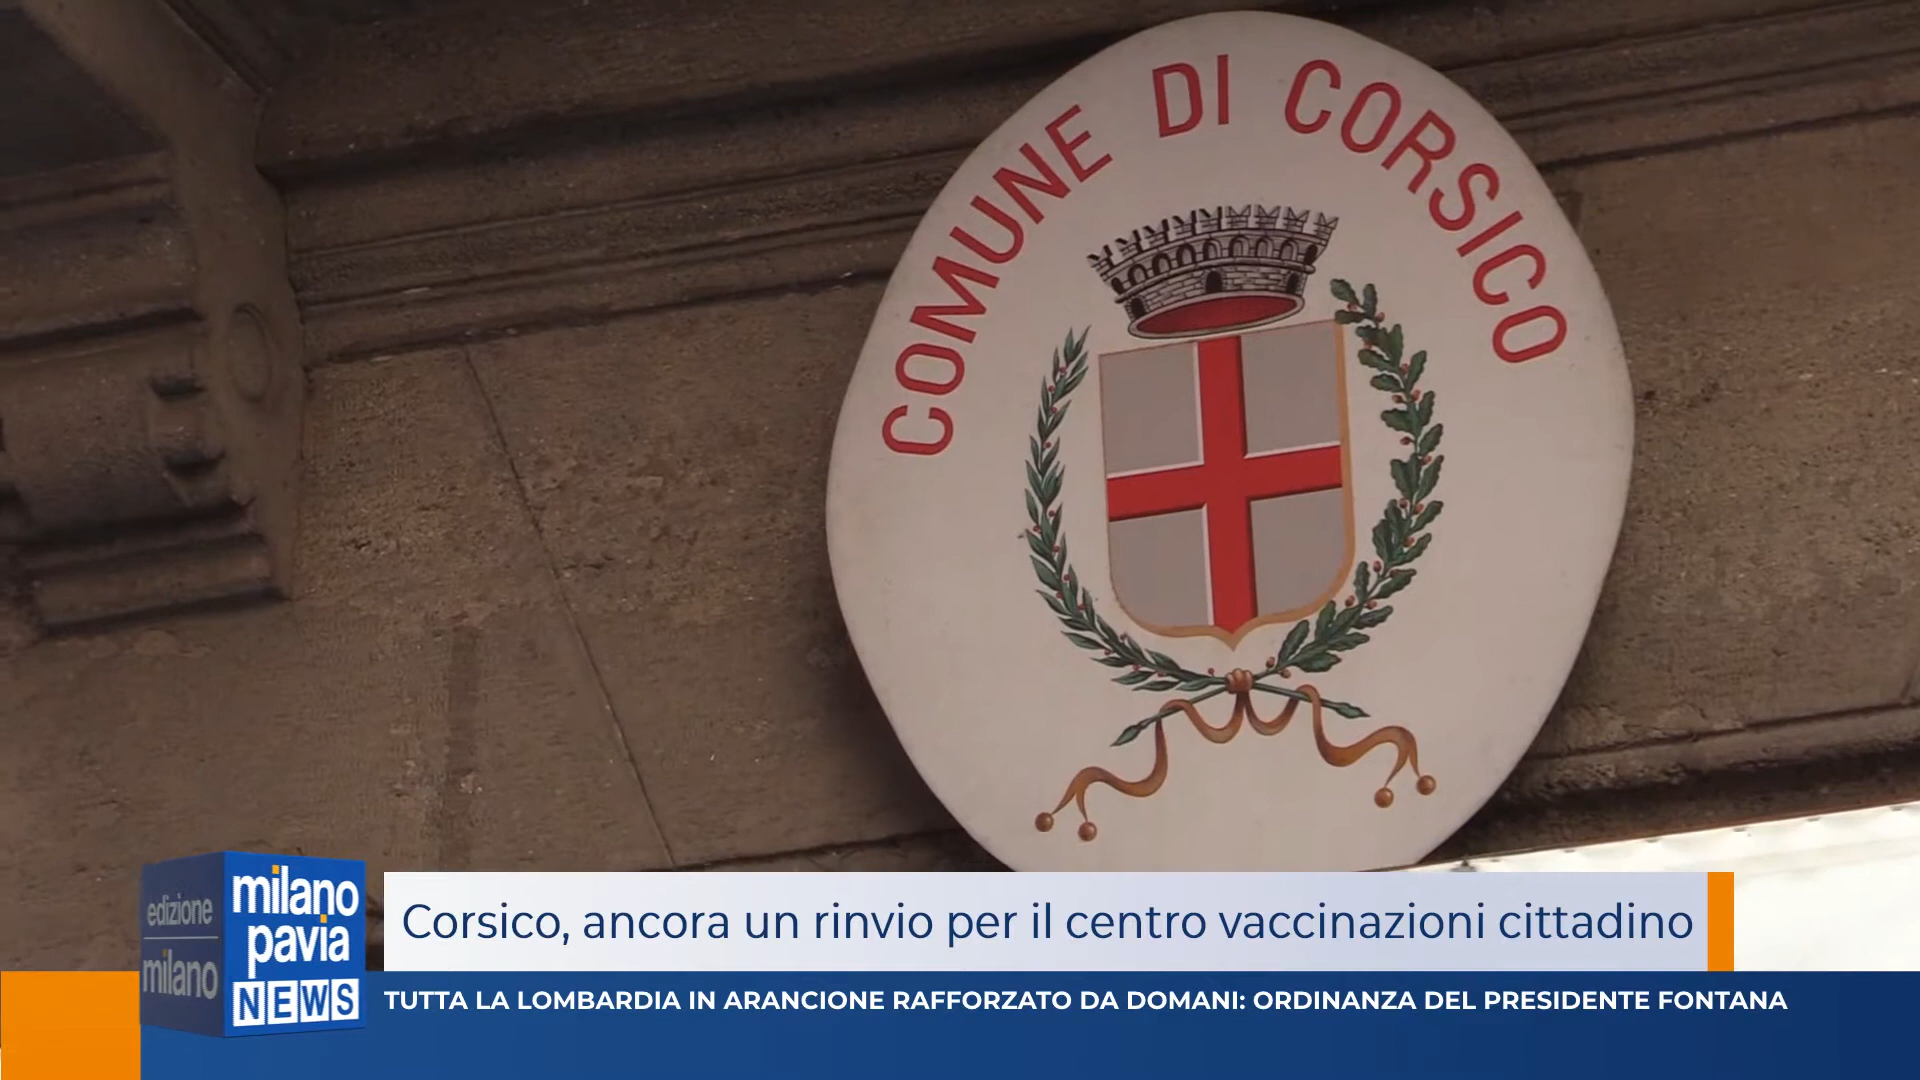 COMUNE DI CORSICO
Corsico, ancora un rinvio per il centro vaccinazioni cittadino
edizione
milano
milano
pavia
NEWS
TUTTA LA LOMBARDIA IN ARANCIONE RAFFORZATO DA DOMANI: ORDINANZA DEL PRESIDENTE FONTANA